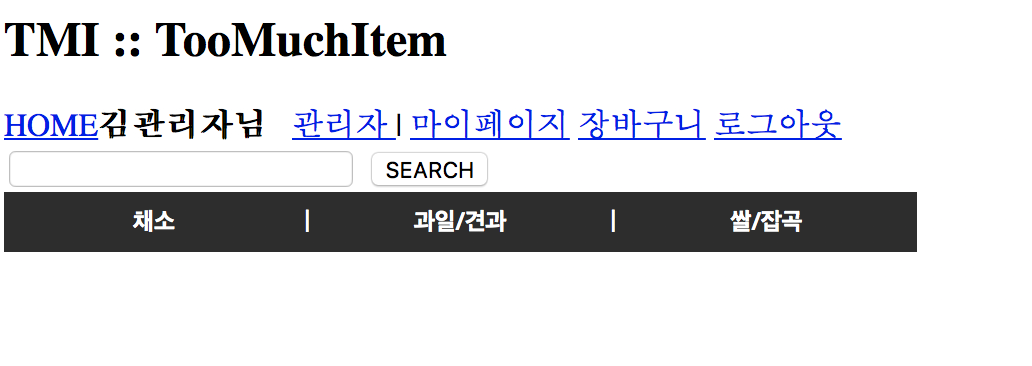 TMI :: TooMuchItem
HOME김관리자님 관리자 | 마이페이지 장바구니 로그아웃
SEARCH
채소 | 과일/견과 | 쌀/잡곡